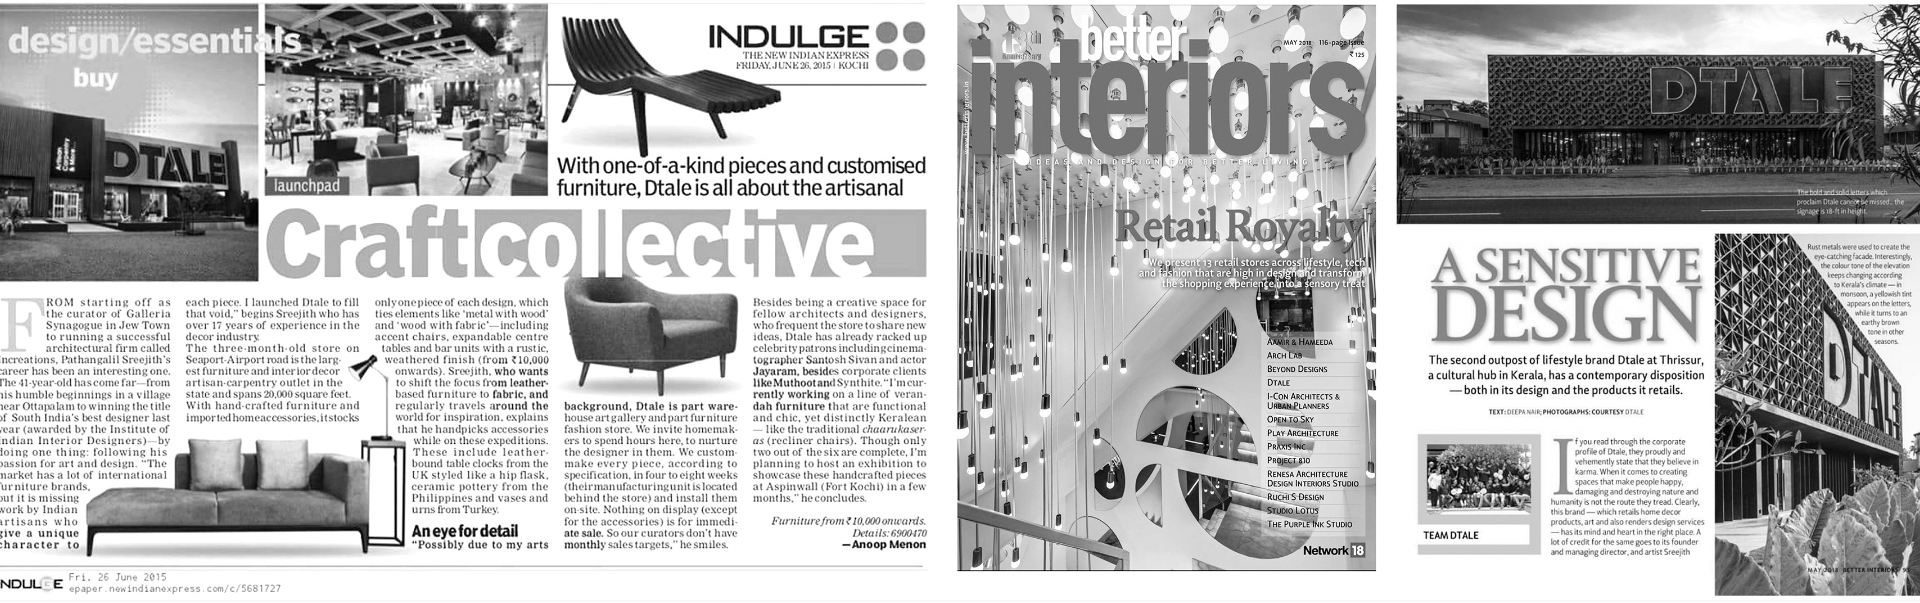 design/essentials
buy
Artisan
Carpentry
& More
DTALE
launchpad
INDULGE
THE NEW INDIAN EXPRESS
FRIDAY, JUNE 26, 2015 | KOCHI
With one-of-a-kind pieces and customised
furniture, Dtale is all about the artisanal
Craftcollective
FROM starting off as
the curator of Galleria
Synagogue in Jew Town
to running a successful
architectural firm called
Increations, Pathangalil Sreejith's
career has been an interesting one.
The 41-year-old has come far—from
his humble beginnings in a village
near Ottapalam to winning the title
of South India's best designer last
year (awarded by the Institute of
Indian Interior Designers)—by
doing one thing: following his
passion for art and design. "The
market has a lot of international
furniture brands,
but it is missing
work by Indian
artisans who
give a unique
character to
each piece. I launched Dtale to fill
that void," begins Sreejith who has
over 17 years of experience in the
decor industry.
The three-month-old store on
Seaport-Airport road is the larg-
est furniture and interior decor
artisan-carpentry outlet in the
state and spans 20,000 square feet.
With hand-crafted furniture and
imported home accessories, it stocks
only one piece of each design, which
ties elements like 'metal with wood'
and 'wood with fabric'—including
accent chairs, expandable centre
tables and bar units with a rustic,
weathered finish (from ₹10,000
onwards). Sreejith, who wants
to shift the focus from leather-
based furniture to fabric, and
regularly travels around the
world for inspiration, explains
that he handpicks accessories
while on these expeditions.
These include leather-
bound table clocks from the
UK styled like a hip flask,
ceramic pottery from the
Philippines and vases and
urns from Turkey.
An eye for detail
"Possibly due to my arts
background, Dtale is part ware-
house art gallery and part furniture
fashion store. We invite homemak-
ers to spend hours here, to nurture
the designer in them. We custom-
make every piece, according to
specification, in four to eight weeks
(their manufacturing unit is located
behind the store) and install them
on-site. Nothing on display (except
for the accessories) is for immedi-
ate sale. So our curators don't have
monthly sales targets," he smiles.
Besides being a creative space for
fellow architects and designers,
who frequent the store to share new
ideas, Dtale has already racked up
celebrity patrons including cinema-
tographer Santosh Sivan and actor
Jayaram, besides corporate clients
like Muthoot and Synthite. "I'm cur-
rently working on a line of veran-
dah furniture that are functional
and chic, yet distinctly Keralean
— like the traditional chaarukaser-
as (recliner chairs). Though only
two out of the six are complete, I'm
planning to host an exhibition to
showcase these handcrafted pieces
at Aspinwall (Fort Kochi) in a few
months," he concludes.
Furniture from ₹10,000 onwards.
Details: 6900470
—Anoop Menon
INDULGE
Fri, 26 June 2015
epaper.newindianexpress.com/c/5681727
better
interiors
MAY 2018 116-page issue
₹ 125
IDEAS AND DESIGN FOR BETTER LIVING
Retail Royalty
We present 13 retail stores across lifestyle, tech
and fashion that are high in design and transform
the shopping experience into a sensory treat
AAMIR & HAMEEDA
ARCH LAB
BEYOND DESIGNS
DTALE
I-CON ARCHITECTS &
URBAN PLANNERS
OPEN TO SKY
PLAY ARCHITECTURE
PRAXIS INC
PROJECT 810
RENESA ARCHITECTURE
DESIGN INTERIORS STUDIO
RUCHI S DESIGN
STUDIO LOTUS
THE PURPLE INK STUDIO
Network 18
DTALE
The bold and solid letters which
proclaim Dtale cannot be missed., the
signage is 18-ft in height.
A SENSITIVE
DESIGN
The second outpost of lifestyle brand Dtale at Thrissur,
a cultural hub in Kerala, has a contemporary disposition
— both in its design and the products it retails.
TEXT: DEEPA NAIR; PHOTOGRAPHS: COURTESY DTALE
TEAM DTALE
If you read through the corporate
profile of Dtale, they proudly and
vehemently state that they believe in
karma. When it comes to creating
spaces that make people happy,
damaging and destroying nature and
humanity is not the route they tread. Clearly,
this brand — which retails home decor
products, art and also renders design services
— has its mind and heart in the right place. A
lot of credit for the same goes to its founder
and managing director, and artist Sreejith
Rust metals were used to create the
eye-catching facade. Interestingly,
the colour tone of the elevation
keeps changing according
to Kerala's climate — in
monsoon, a yellowish tint
appears on the letters,
while it turns to an
earthy brown
tone in other
seasons.
DTALE
MAY 2018 BETTER INTERIORS 95